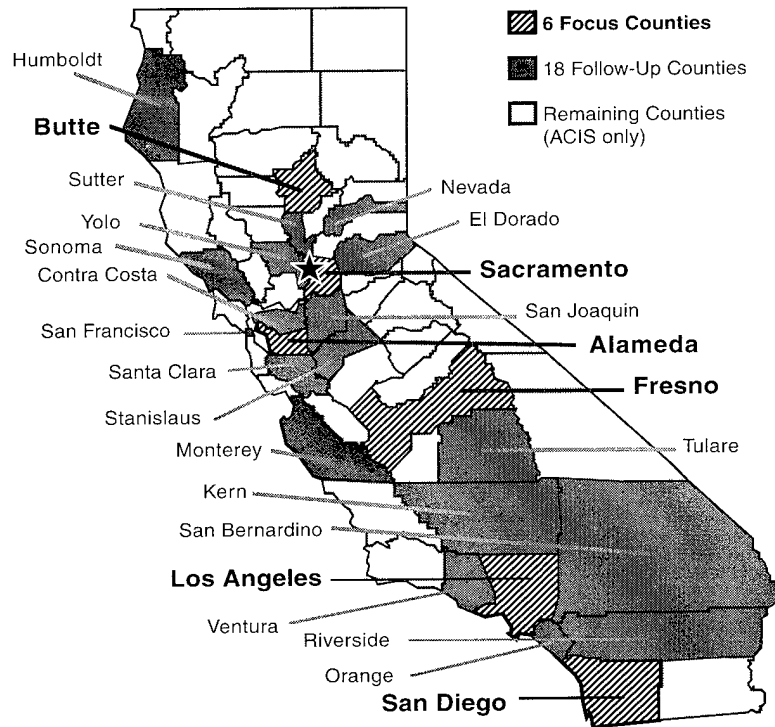 6 Focus Counties
18 Follow-Up Counties
Remaining Counties
(ACIS only)
Humboldt
Butte
Sutter
Nevada
Yolo
El Dorado
Sonoma
Sacramento
Contra Costa
San Joaquin
San Francisco
Alameda
Santa Clara
Fresno
Stanislaus
Monterey
Tulare
Kern
San Bernardino
Los Angeles
Ventura
Riverside
Orange
San Diego